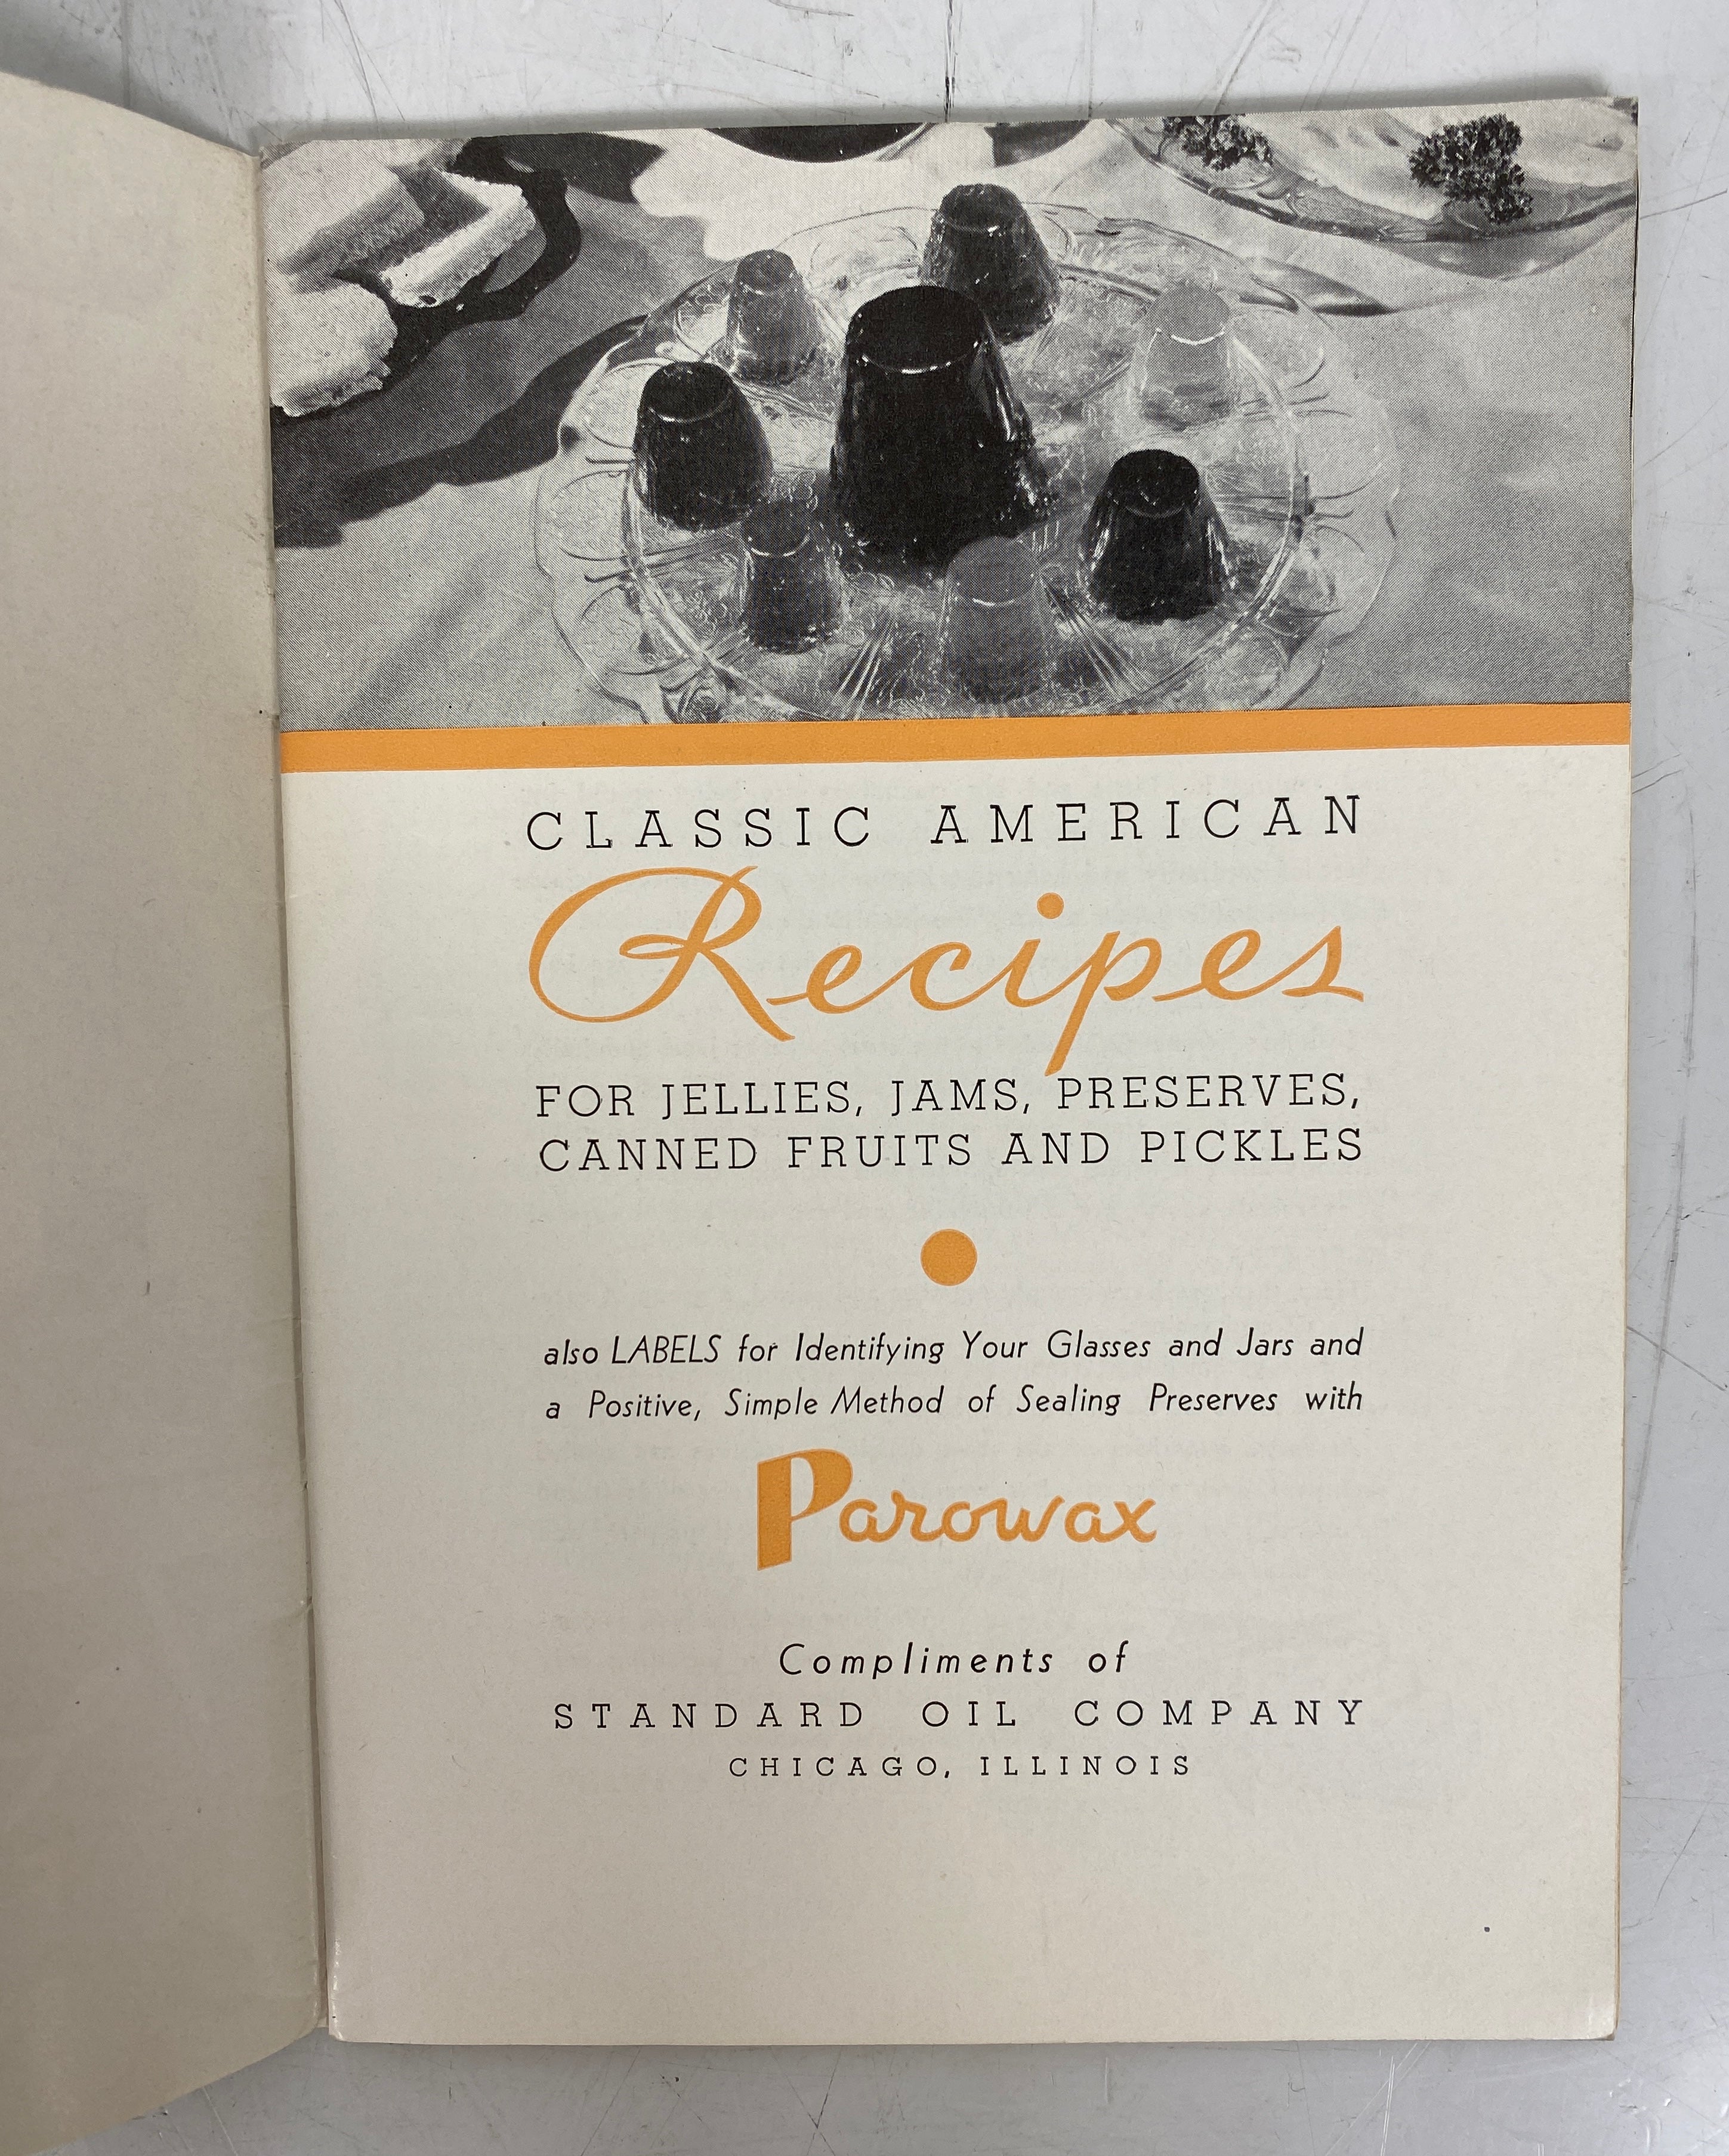 CLASSIC AMERICAN
Recipes
FOR JELLIES, JAMS, PRESERVES,
CANNED FRUITS AND PICKLES
also LABELS for Identifying Your Glasses and Jars and
a Positive, Simple Method of Sealing Preserves with
Parowax
Compliments of
STANDARD OIL COMPANY
CHICAGO, ILLINOIS